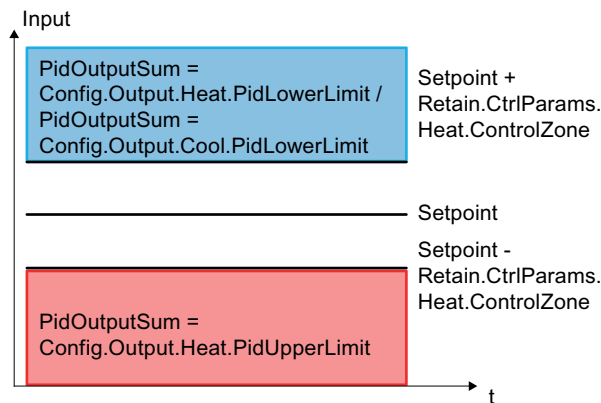 Input
PidOutputSum =
Config.Output.Heat.PidLowerLimit /
PidOutputSum =
Config.Output.Cool.PidLowerLimit
Setpoint +
Retain.CtrlParams.
Heat.ControlZone
Setpoint
Setpoint -
Retain.CtrlParams.
Heat.ControlZone
PidOutputSum =
Config.Output.Heat.PidUpperLimit
t